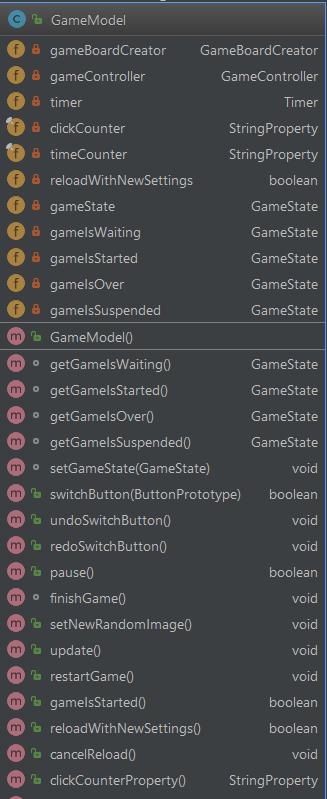 C GameModel
f gameBoardCreator GameBoardCreator
f gameController GameController
f timer Timer
f clickCounter StringProperty
f timeCounter StringProperty
f reloadWithNewSettings boolean
f gameState GameState
f gameIsWaiting GameState
f gameIsStarted GameState
f gameIsOver GameState
f gameIsSuspended GameState
m GameModel()
m getGameIsWaiting() GameState
m getGameIsStarted() GameState
m getGameIsOver() GameState
m getGameIsSuspended() GameState
m setGameState(GameState) void
m switchButton(ButtonPrototype) boolean
m undoSwitchButton() void
m redoSwitchButton() void
m pause() boolean
m finishGame() void
m setNewRandomImage() void
m update() void
m restartGame() void
m gameIsStarted() boolean
m reloadWithNewSettings() boolean
m cancelReload() void
m clickCounterProperty() StringProperty